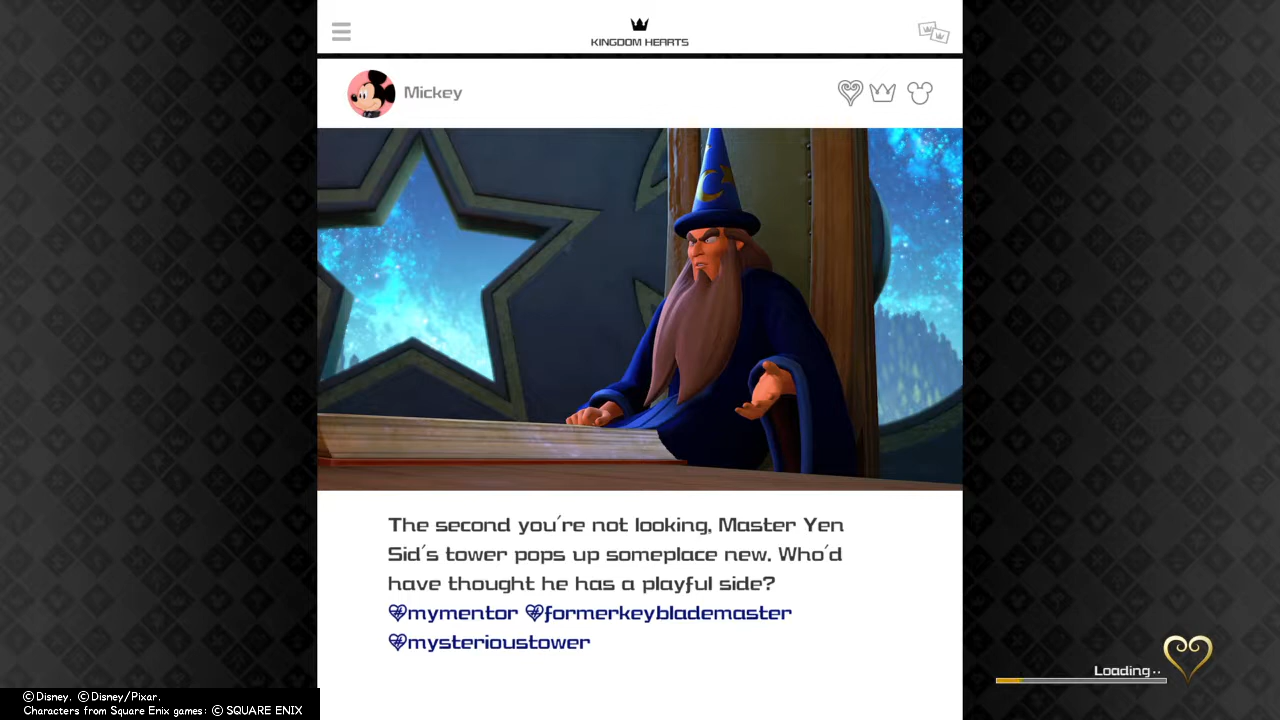 KINGDOM HEARTS
Mickey
The second you're not looking, Master Yen
Sid's tower pops up someplace new. Who'd
have thought he has a playful side?
#mymentor #formerkeyblademaster
#mysterioustower
Loading..
©Disney. ©Disney/Pixar.
Characters from Square Enix games: © SQUARE ENIX